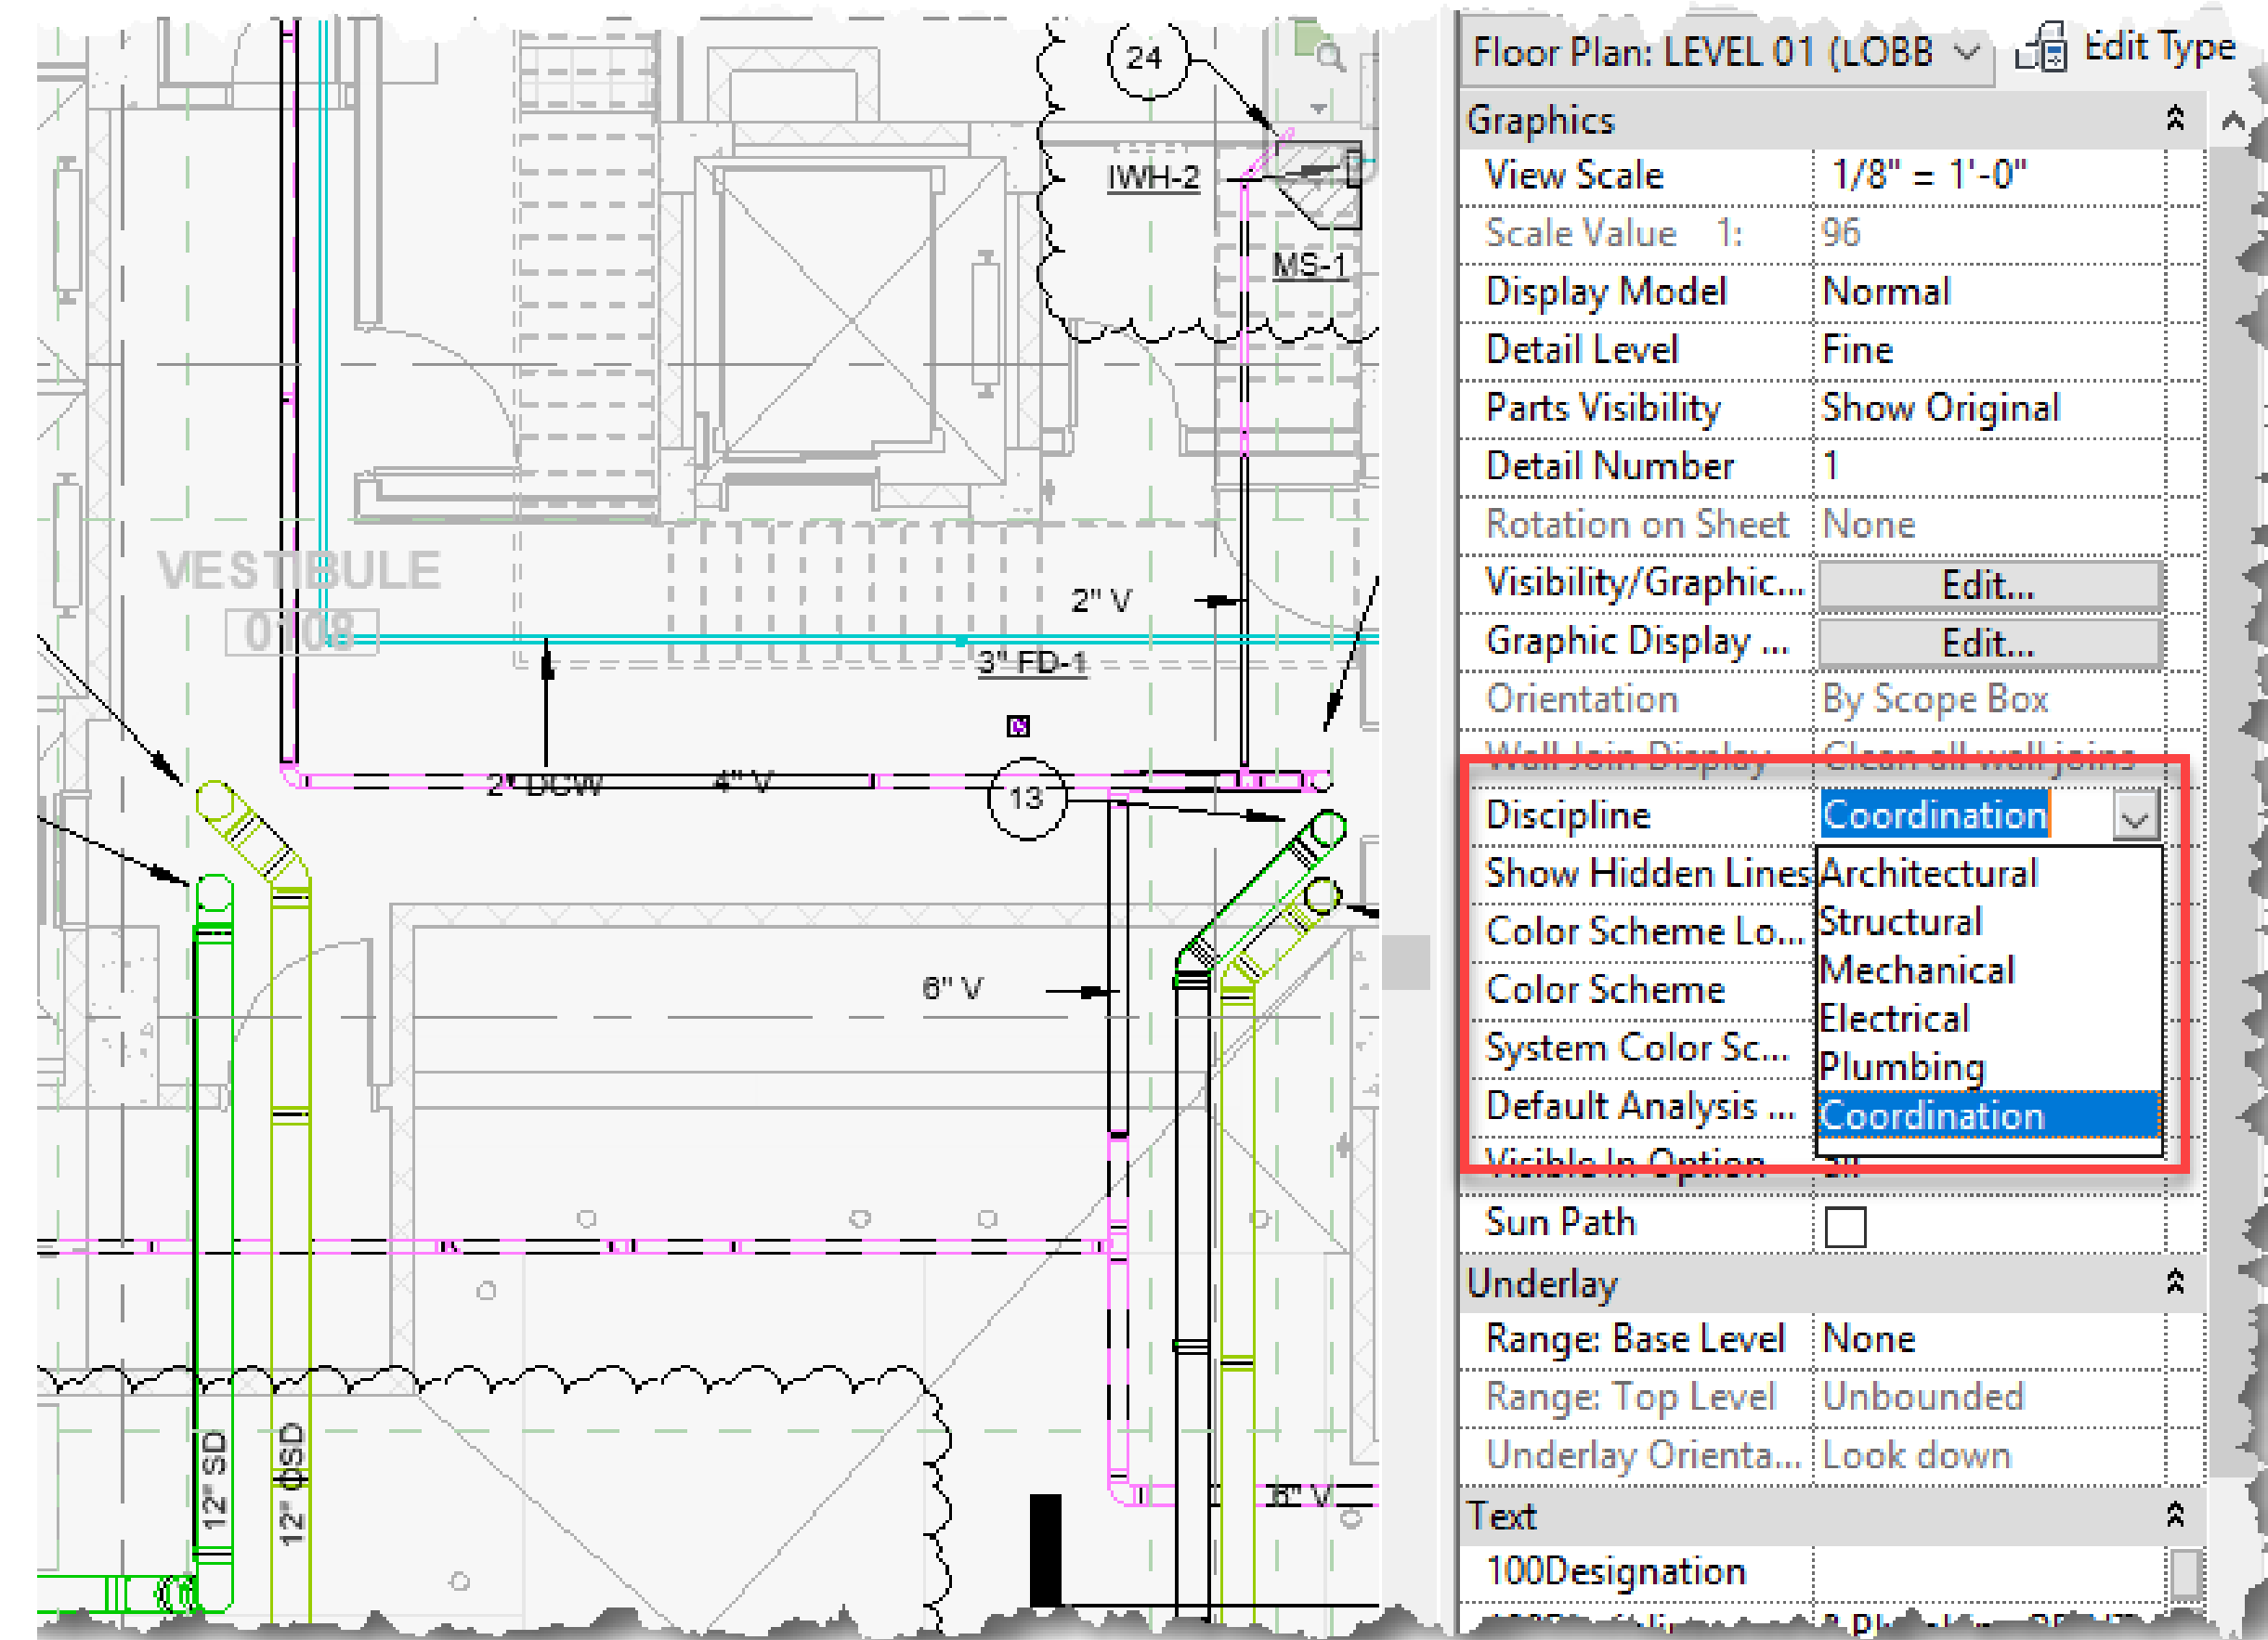 24
IWH-2
MS-1
VESTIBULE
0108
2" V
3" FD-1
2" DCW
4" V
13
6" V
12" SD
12" OSD
6" V
Floor Plan: LEVEL 01 (LOBB
Edit Type
Graphics
View Scale 1/8" = 1'-0"
Scale Value 1: 96
Display Model Normal
Detail Level Fine
Parts Visibility Show Original
Detail Number 1
Rotation on Sheet None
Visibility/Graphic... Edit...
Graphic Display ... Edit...
Orientation By Scope Box
Wall Join Display Clean all wall joins
Discipline Coordination
Show Hidden Lines Architectural
Structural
Color Scheme Lo...
Mechanical
Color Scheme
Electrical
System Color Sc...
Plumbing
Default Analysis ... Coordination
Visible In Option all
Sun Path
Underlay
Range: Base Level None
Range: Top Level Unbounded
Underlay Orienta... Look down
Text
100Designation